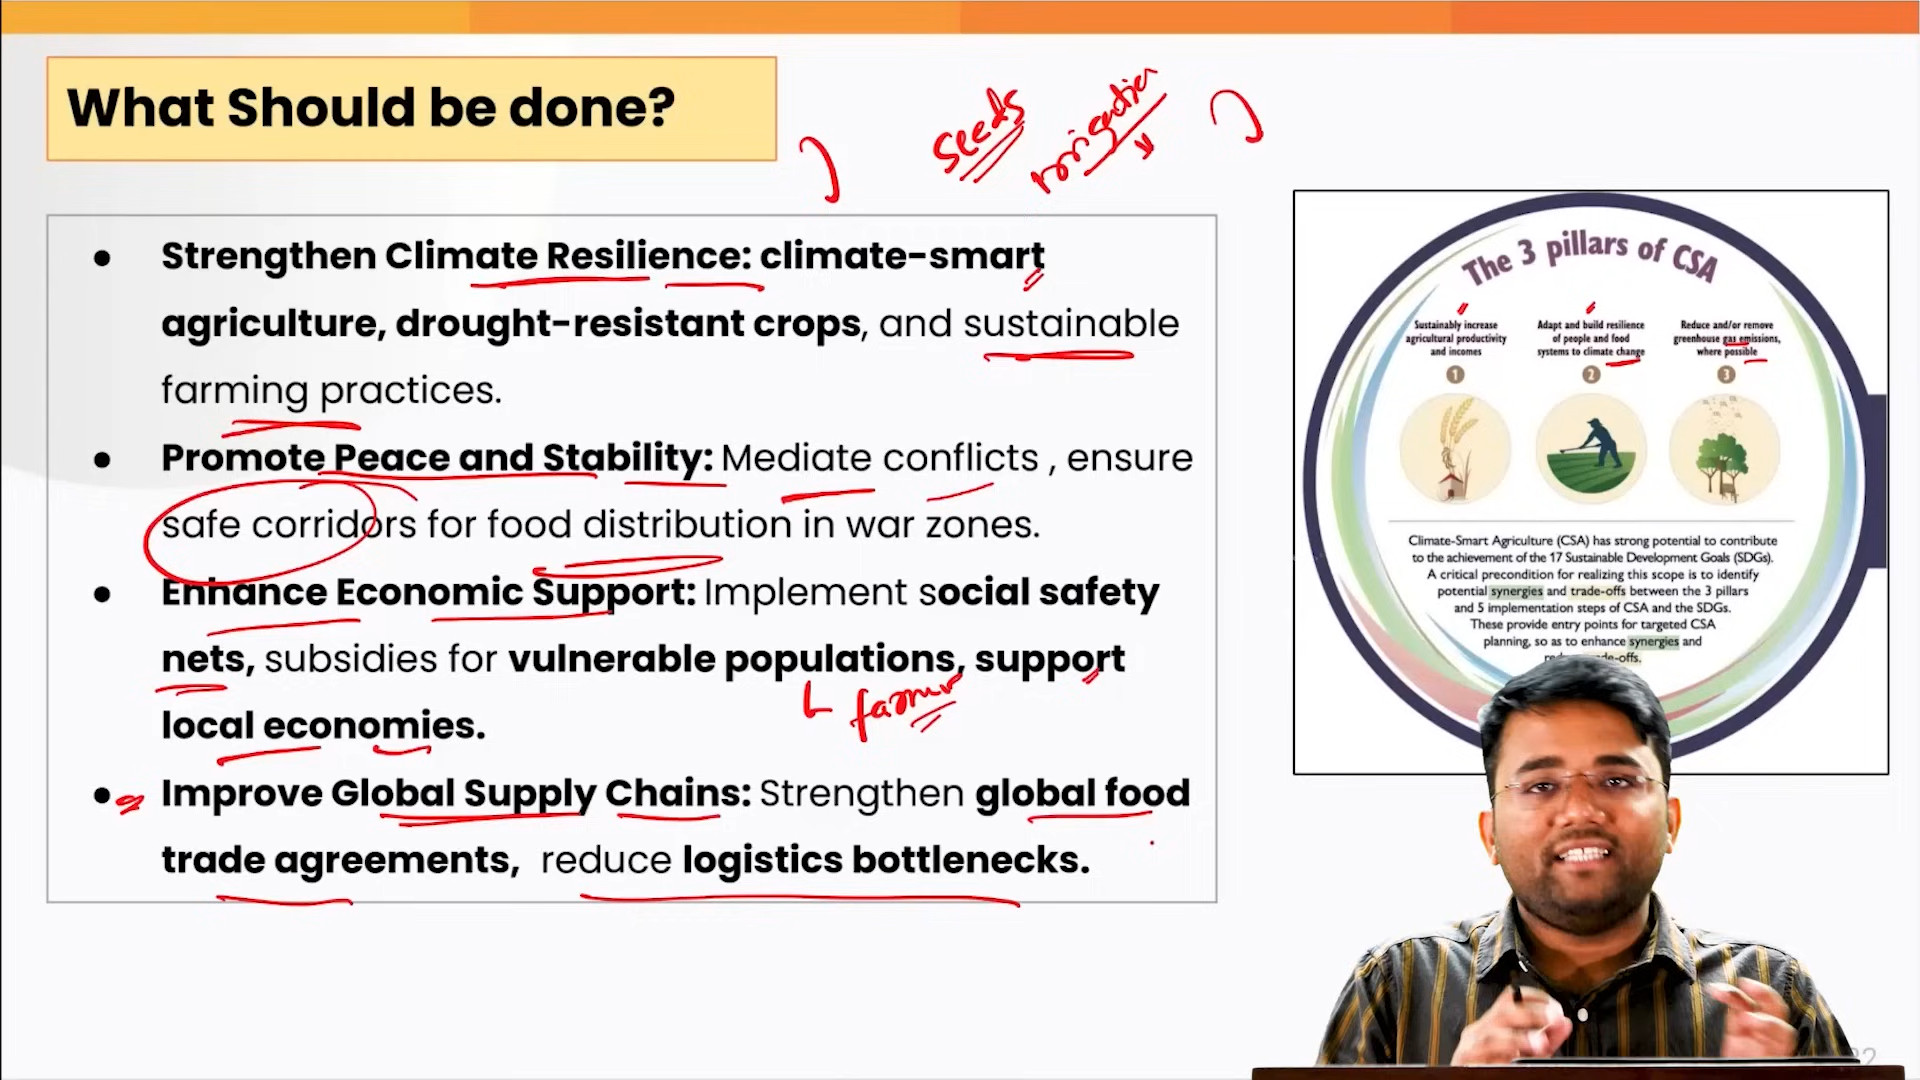 What Should be done?
seeds
irrigation
● Strengthen Climate Resilience: climate-smart
agriculture, drought-resistant crops, and sustainable
farming practices.
● Promote Peace and Stability: Mediate conflicts , ensure
safe corridors for food distribution in war zones.
● Enhance Economic Support: Implement social safety
nets, subsidies for vulnerable populations, support
farmer
local economies.
● Improve Global Supply Chains: Strengthen global food
trade agreements, reduce logistics bottlenecks.
The 3 pillars of CSA
Sustainably increase
agricultural productivity
and incomes
1
Adapt and build resilience
of people and food
systems to climate change
2
Reduce and/or remove
greenhouse gas emissions,
where possible
3
Climate-Smart Agriculture (CSA) has strong potential to contribute
to the achievement of the 17 Sustainable Development Goals (SDGs).
A critical precondition for realizing this scope is to identify
potential synergies and trade-offs between the 3 pillars
and 5 implementation steps of CSA and the SDGs.
These provide entry points for targeted CSA
planning, so as to enhance synergies and